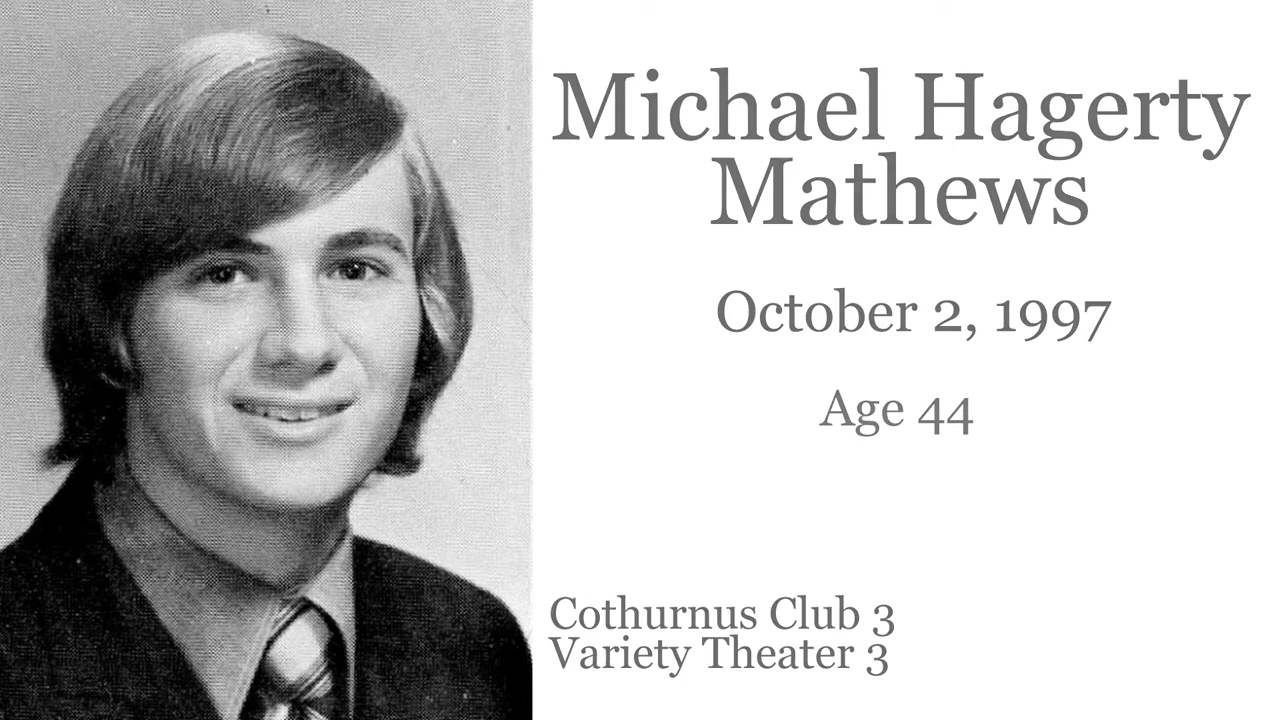 Michael Hagerty
Mathews
October 2, 1997
Age 44
Cothurnus Club 3
Variety Theater 3